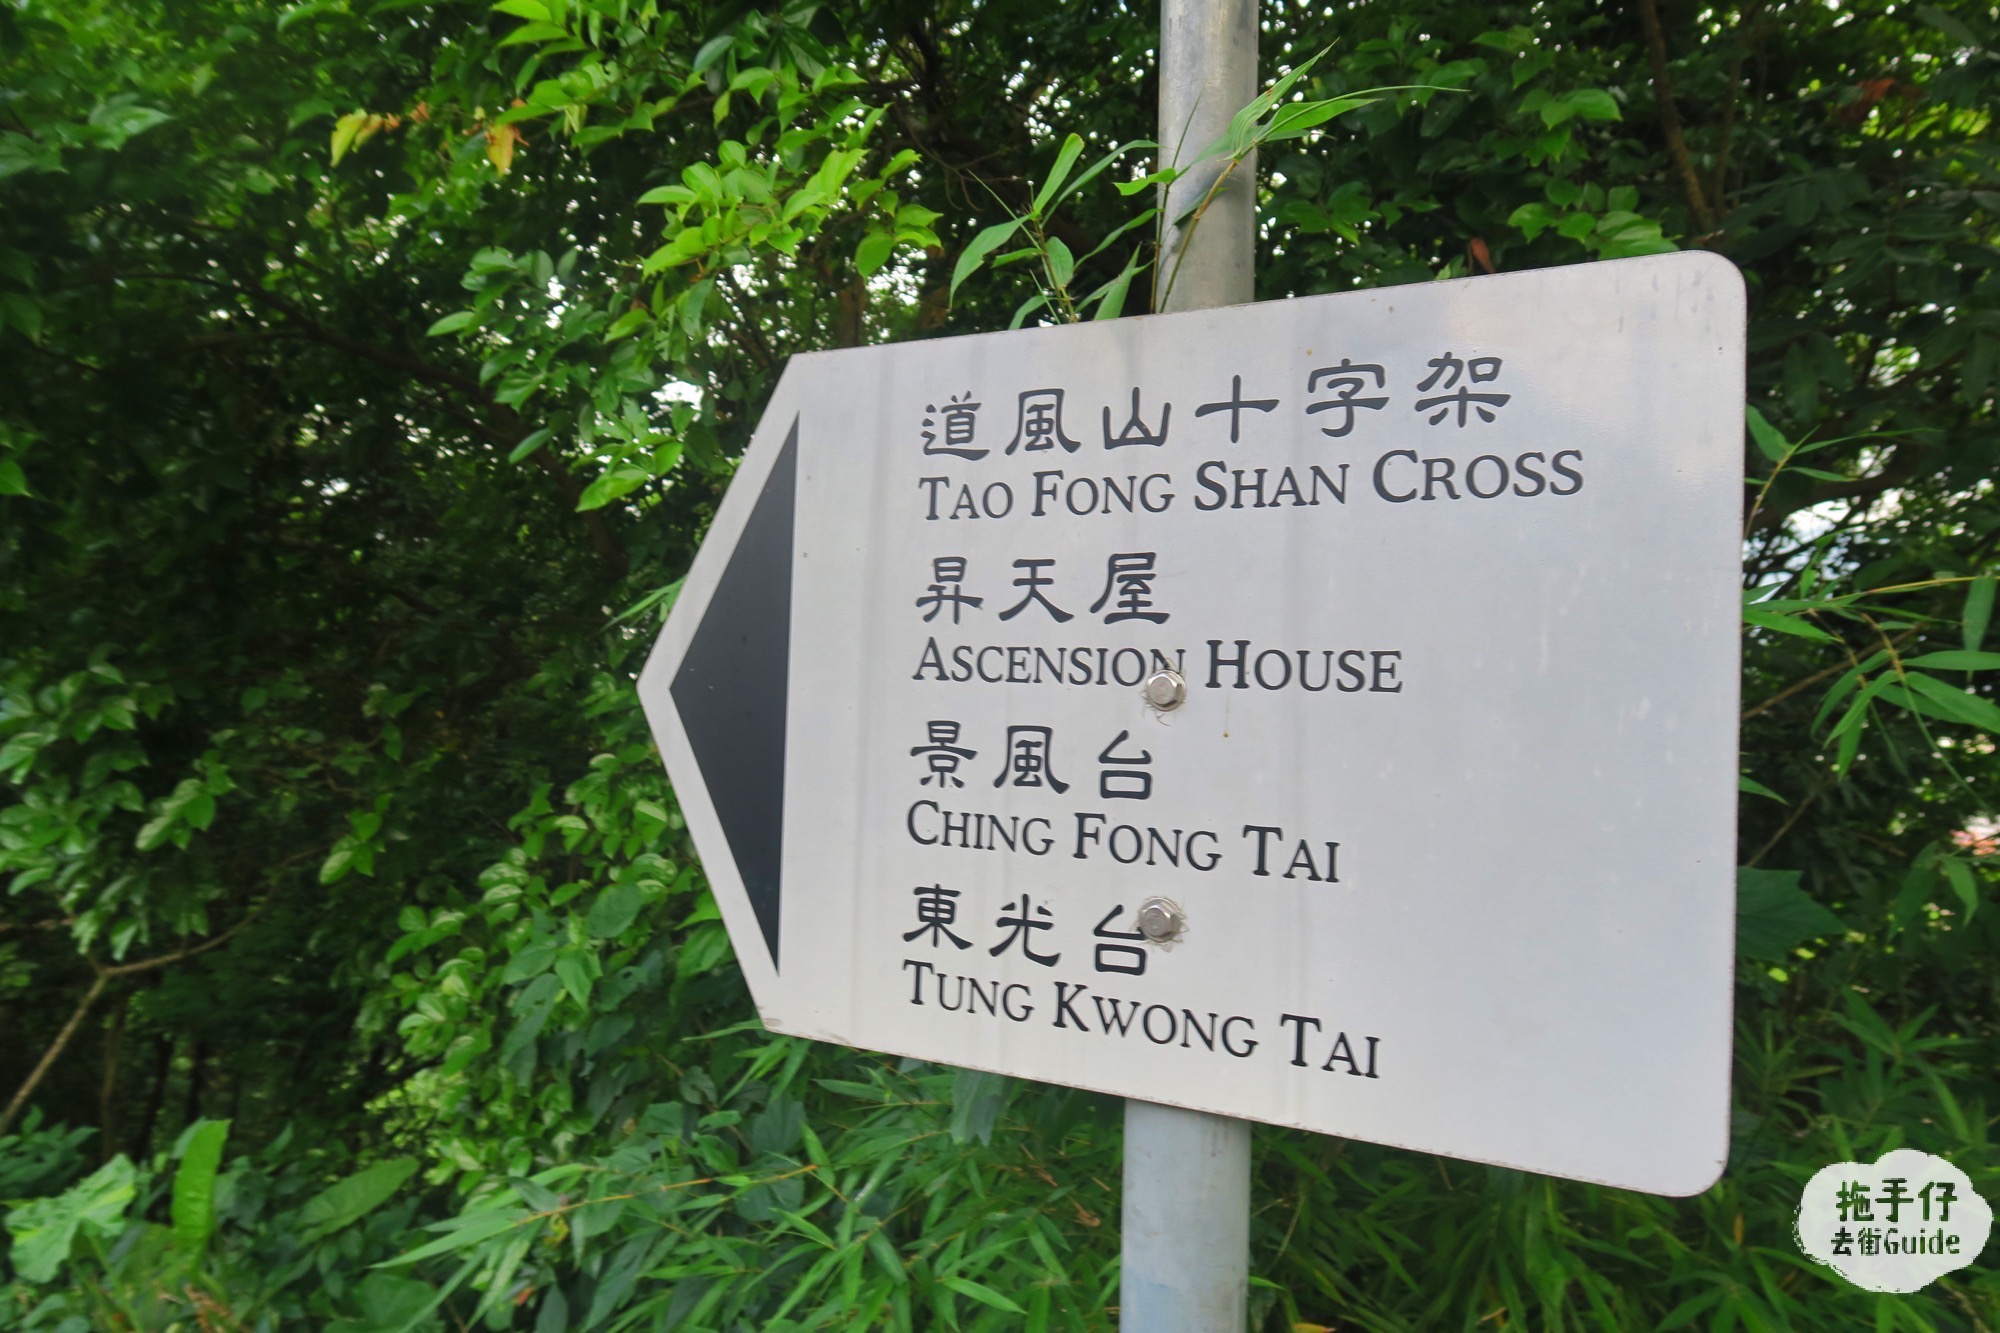 道風山十字架
TAO FONG SHAN CROSS
昇天屋
ASCENSION HOUSE
景風台
CHING FONG TAI
東光台
TUNG KWONG TAI
拖手仔
去街Guide